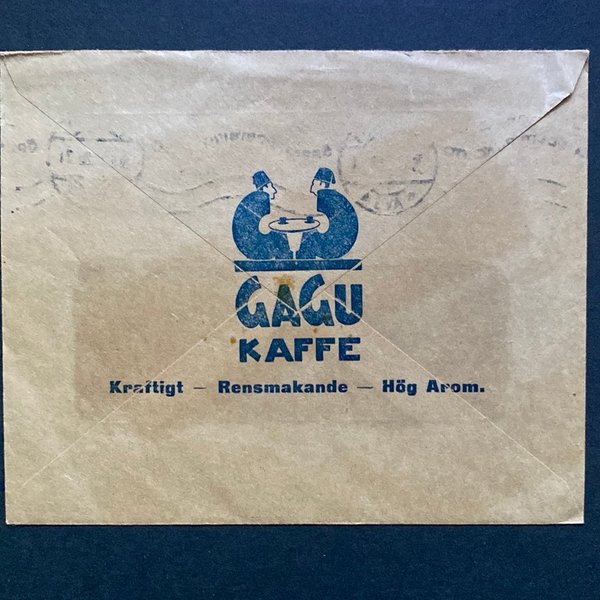 GAGU
KAFFE
Kraftigt — Rensmakande — Hög Arom.